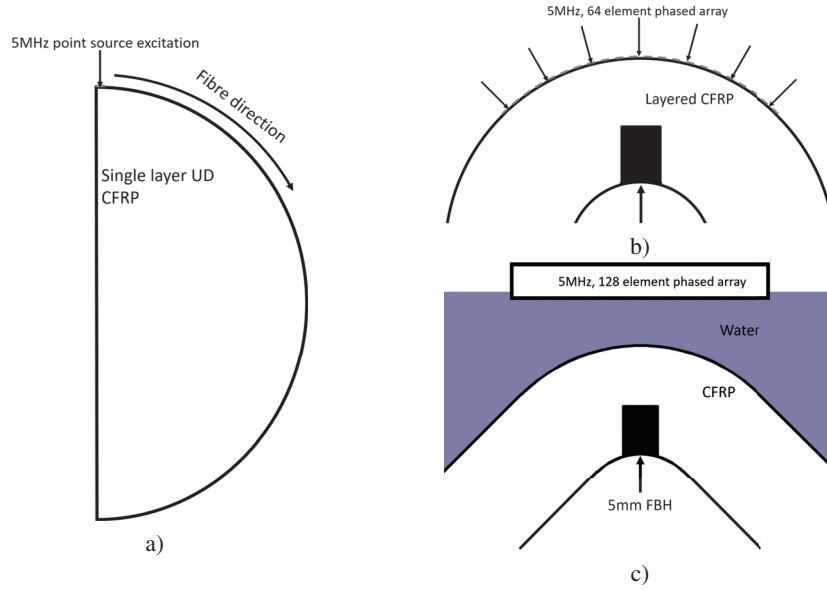 5MHz point source excitation
Fibre direction
Single layer UD
CFRP
a)
5MHz, 64 element phased array
Layered CFRP
b)
5MHz, 128 element phased array
Water
CFRP
5mm FBH
c)